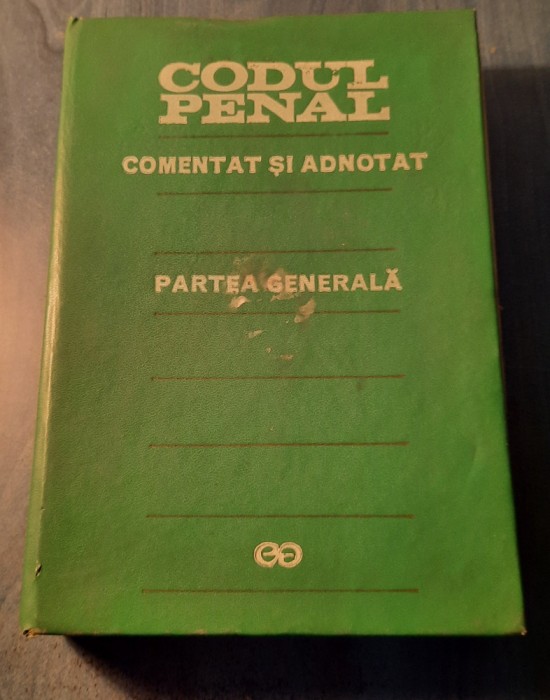 CODUL
PENAL
COMENTAT ȘI ADNOTAT
PARTEA GENERALĂ